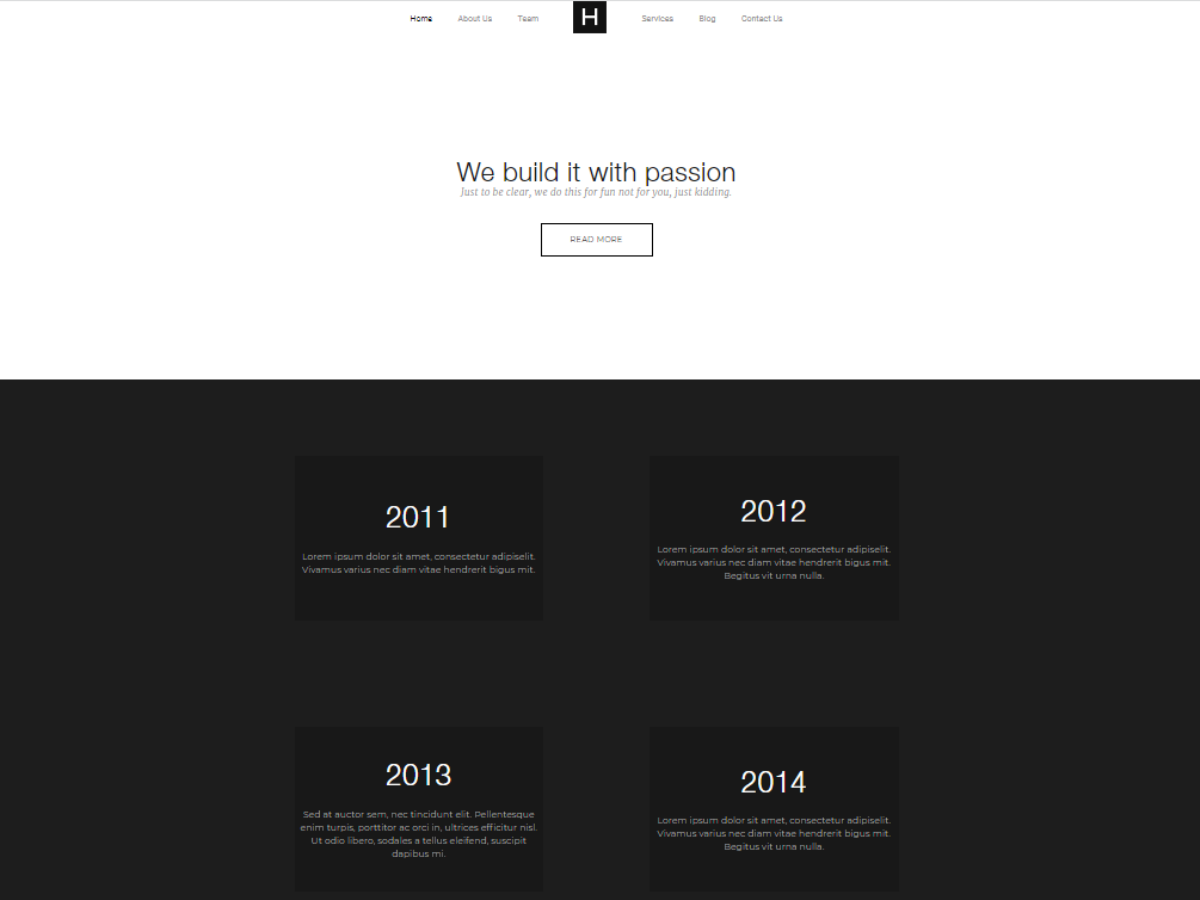 Home About Us Team H Services Blog Contact Us
We build it with passion
Just to be clear, we do this for fun not for you, just kidding.
READ MORE
2011
Lorem ipsum dolor sit amet, consectetur adipiselit.
Vivamus varius nec diam vitae hendrerit bigus mit.
2012
Lorem ipsum dolor sit amet, consectetur adipiselit.
Vivamus varius nec diam vitae hendrerit bigus mit.
Begitus vit urna nulla.
2013
Sed at auctor sem, nec tincidunt elit. Pellentesque
enim turpis, porttitor ac orci in, ultrices efficitur nisl.
Ut odio libero, sodales a tellus eleifend, suscipit
dapibus mi.
2014
Lorem ipsum dolor sit amet, consectetur adipiselit.
Vivamus varius nec diam vitae hendrerit bigus mit.
Begitus vit urna nulla.